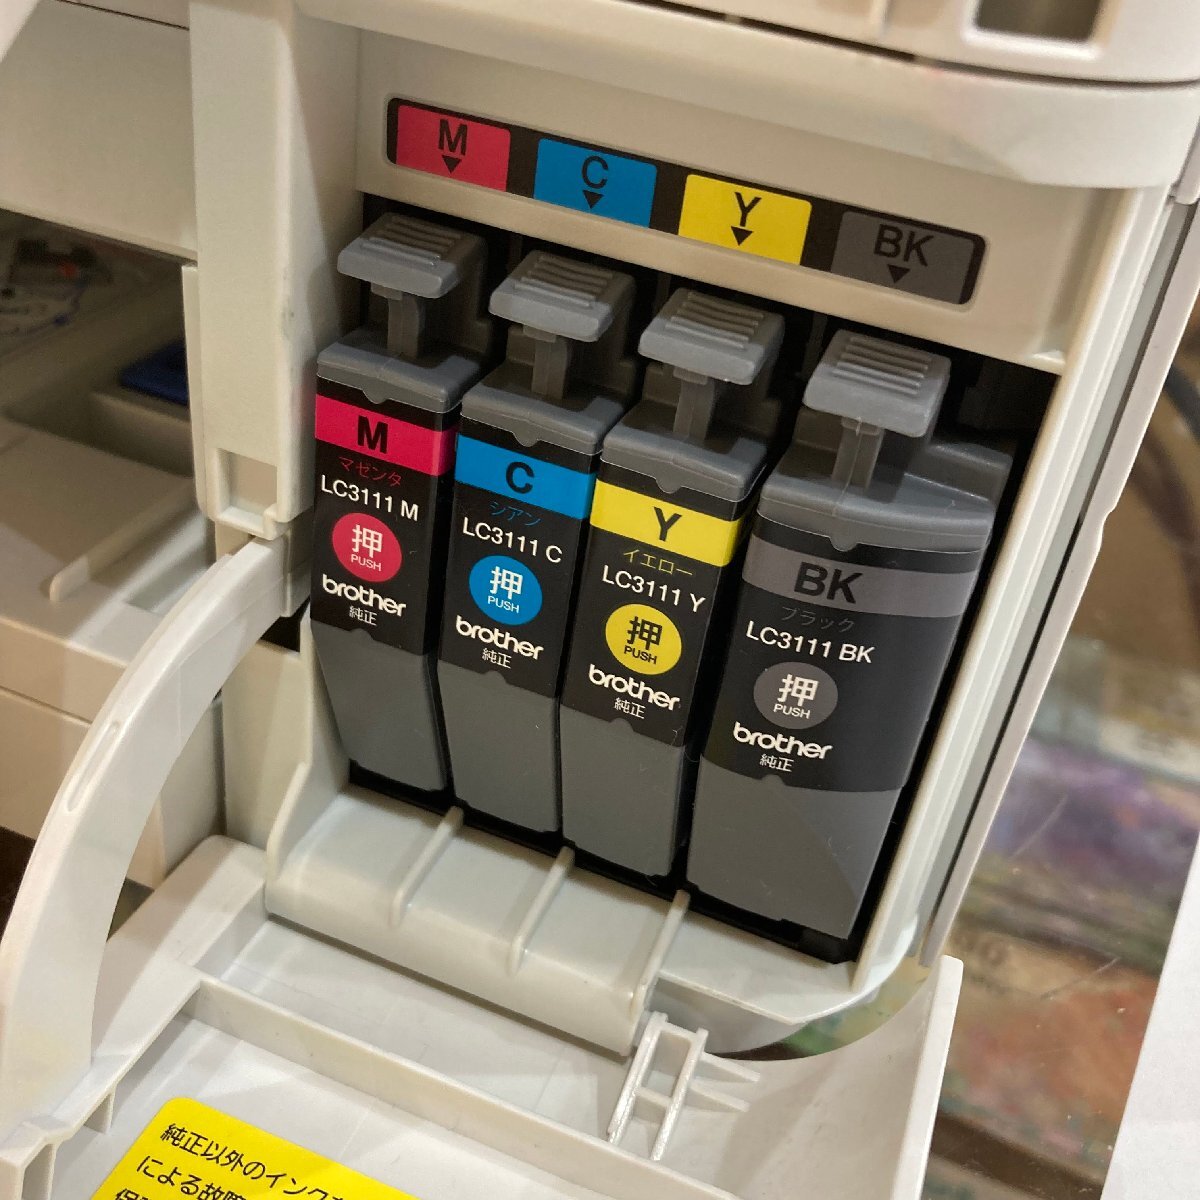 M
C
Y
BK
M
マゼンタ
LC3111 M
押
PUSH
brother
純正
C
シアン
LC3111 C
押
PUSH
brother
純正
Y
イエロー
LC3111 Y
押
PUSH
brother
純正
BK
ブラック
LC3111 BK
押
PUSH
brother
純正
純正以外のインク
による故障